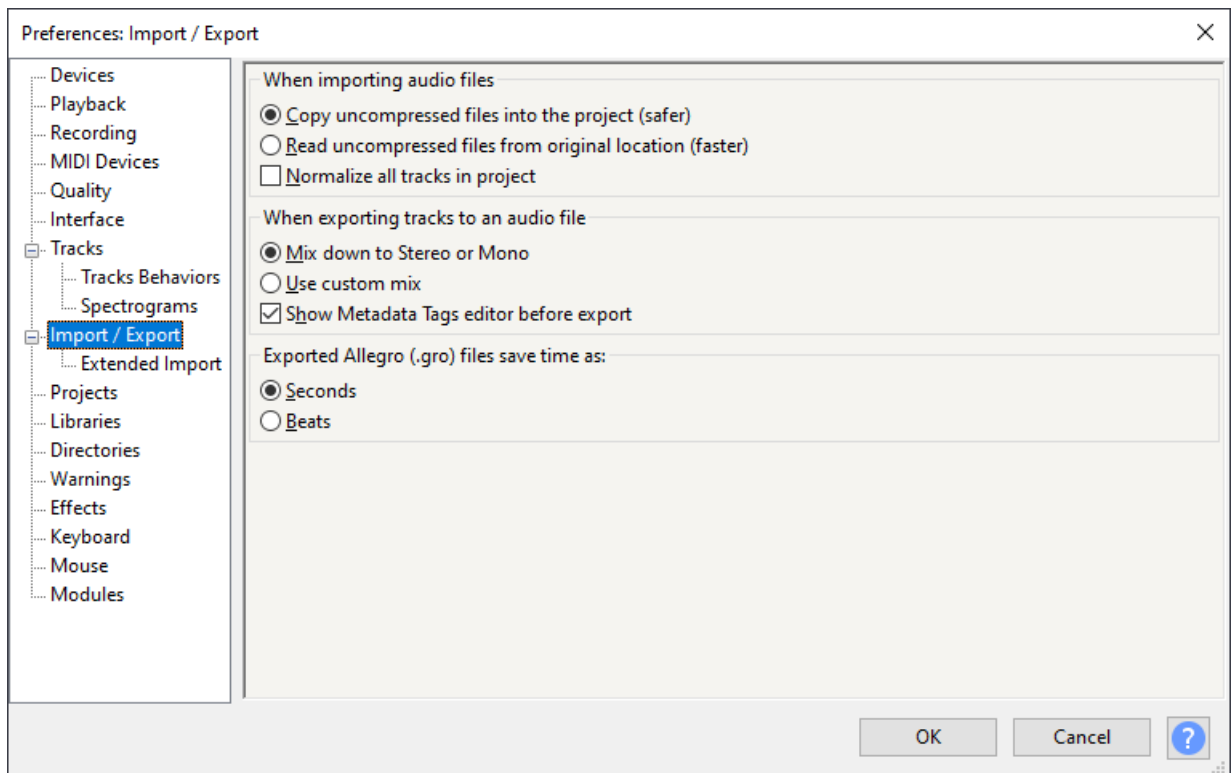 Preferences: Import / Export
Devices
Playback
Recording
MIDI Devices
Quality
Interface
Tracks
Tracks Behaviors
Spectrograms
Import / Export
Extended Import
Projects
Libraries
Directories
Warnings
Effects
Keyboard
Mouse
Modules
When importing audio files
Copy uncompressed files into the project (safer)
Read uncompressed files from original location (faster)
Normalize all tracks in project
When exporting tracks to an audio file
Mix down to Stereo or Mono
Use custom mix
Show Metadata Tags editor before export
Exported Allegro (.gro) files save time as:
Seconds
Beats
OK
Cancel
?